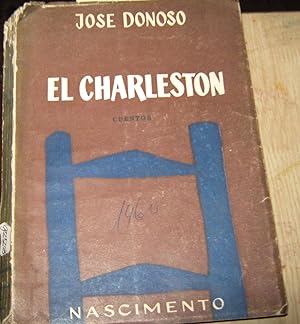 JOSE DONOSO
EL CHARLESTON
CUENTOS
1960
NASCIMENTO